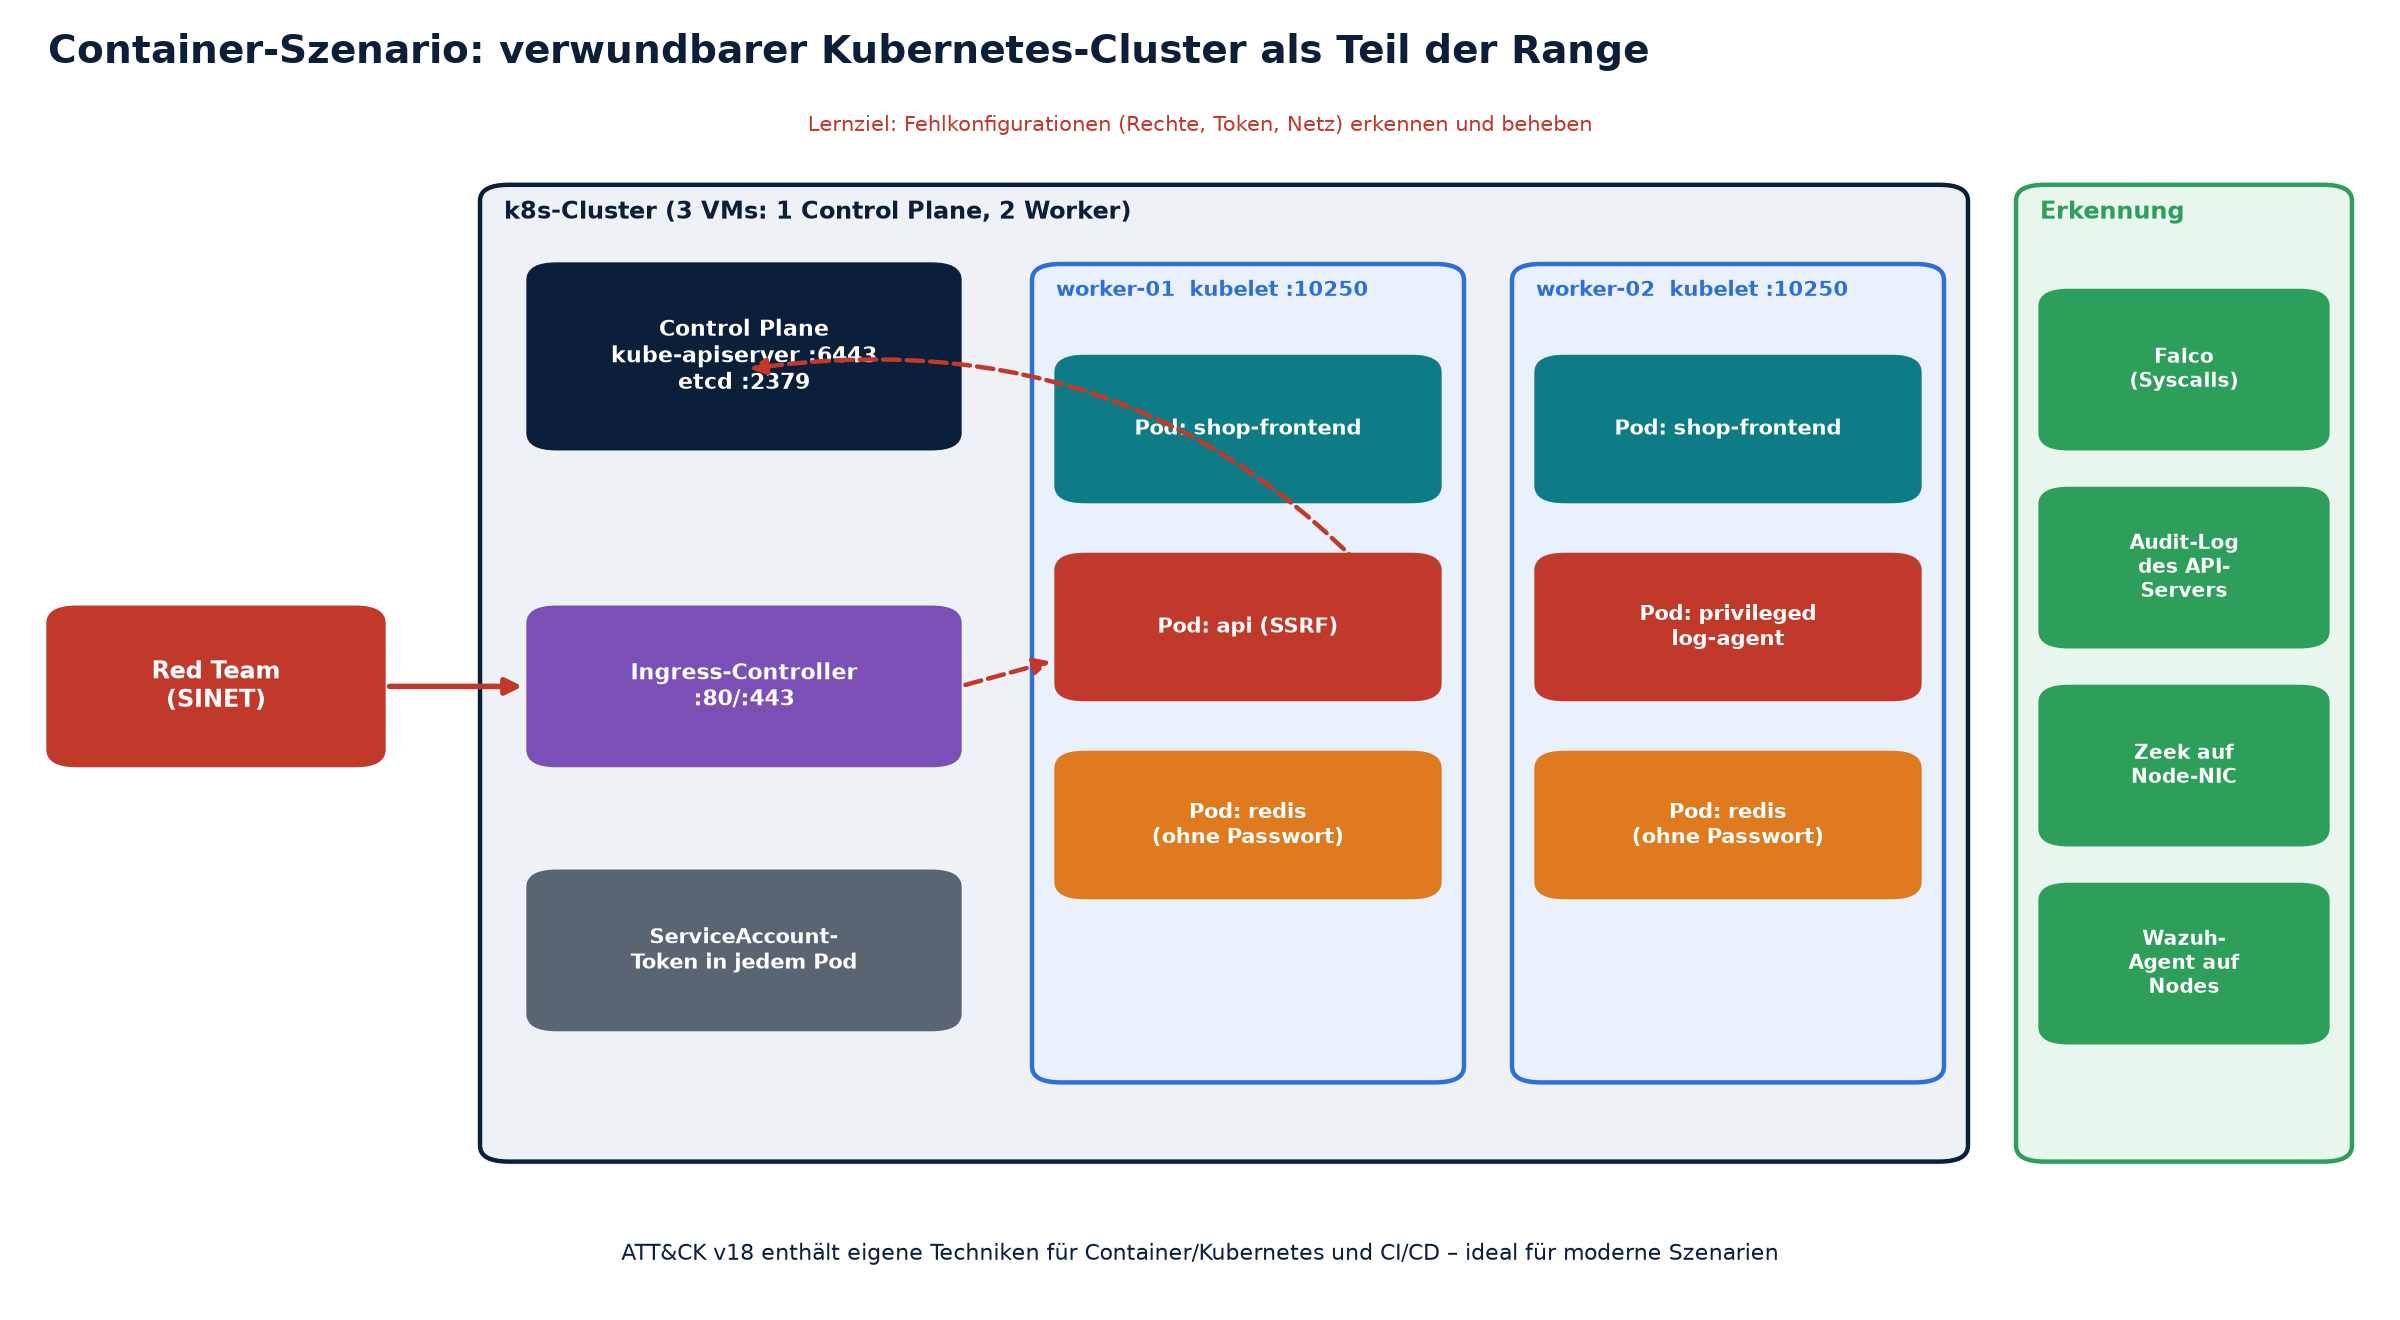 Container-Szenario: verwundbarer Kubernetes-Cluster als Teil der Range
Lernziel: Fehlkonfigurationen (Rechte, Token, Netz) erkennen und beheben
k8s-Cluster (3 VMs: 1 Control Plane, 2 Worker)
Control Plane
kube-apiserver :6443
etcd :2379
Red Team
(SINET)
Ingress-Controller
:80/:443
ServiceAccount-
Token in jedem Pod
worker-01  kubelet :10250
Pod: shop-frontend
Pod: api (SSRF)
Pod: redis
(ohne Passwort)
worker-02  kubelet :10250
Pod: shop-frontend
Pod: privileged
log-agent
Pod: redis
(ohne Passwort)
Erkennung
Falco
(Syscalls)
Audit-Log
des API-
Servers
Zeek auf
Node-NIC
Wazuh-
Agent auf
Nodes
ATT&CK v18 enthält eigene Techniken für Container/Kubernetes und CI/CD – ideal für moderne Szenarien